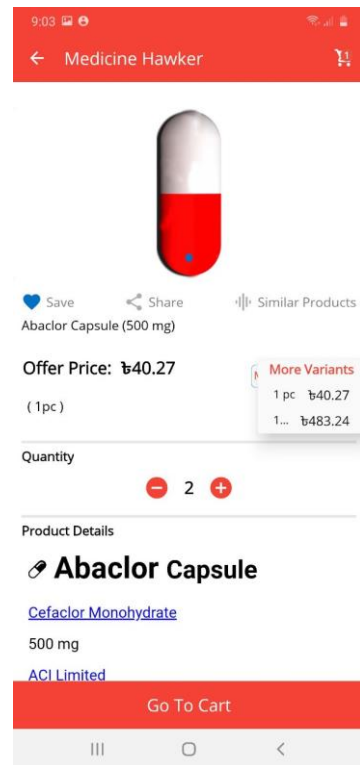 9:03
Medicine Hawker
1
Save
Share
Similar Products
Abaclor Capsule (500 mg)
Offer Price: ৳40.27
More Variants
(1pc)
1 pc ৳40.27
1... ৳483.24
Quantity
2
Product Details
Abaclor Capsule
Cefaclor Monohydrate
500 mg
ACI Limited
Go To Cart